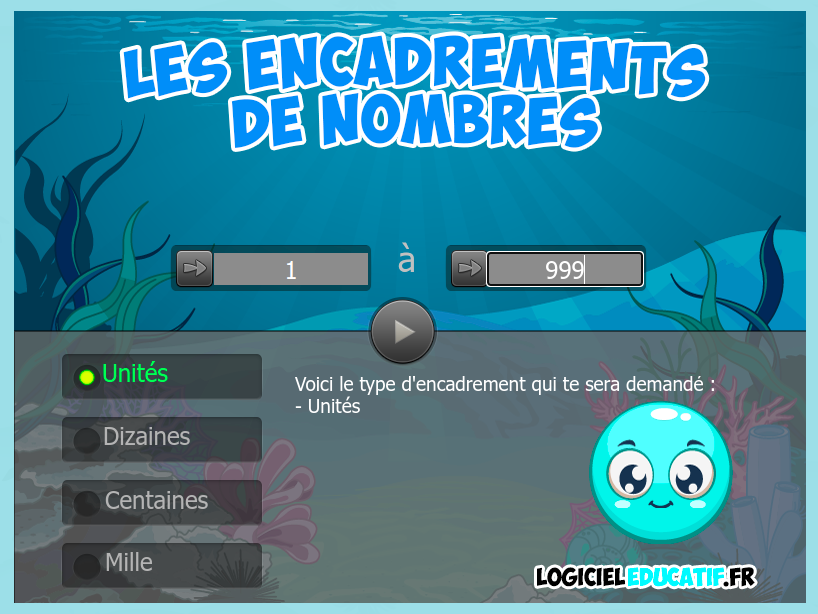 LES ENCADREMENTS
DE NOMBRES
1 à 999
Unités
Dizaines
Centaines
Mille
Voici le type d'encadrement qui te sera demandé :
- Unités
LOGICIELEDUCATIF.FR